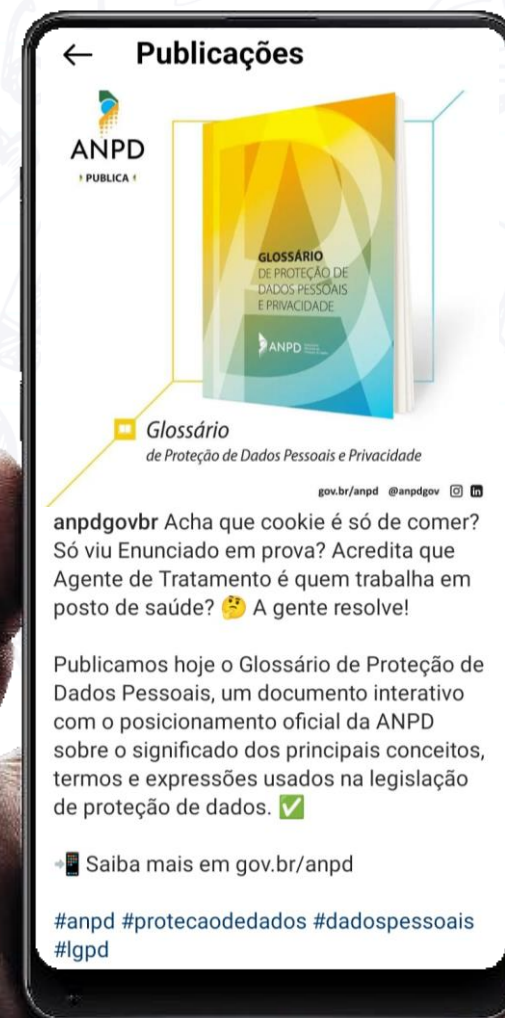 Publicações
ANPD
PUBLICA
GLOSSÁRIO
DE PROTEÇÃO DE
DADOS PESSOAIS
E PRIVACIDADE
ANPD
Glossário
de Proteção de Dados Pessoais e Privacidade
gov.br/anpd @anpdgov
anpdgovbr Acha que cookie é só de comer?
Só viu Enunciado em prova? Acredita que
Agente de Tratamento é quem trabalha em
posto de saúde? 🤔 A gente resolve!
Publicamos hoje o Glossário de Proteção de
Dados Pessoais, um documento interativo
com o posicionamento oficial da ANPD
sobre o significado dos principais conceitos,
termos e expressões usados na legislação
de proteção de dados. ✅
📲 Saiba mais em gov.br/anpd
#anpd #protecaodedados #dadospessoais
#lgpd